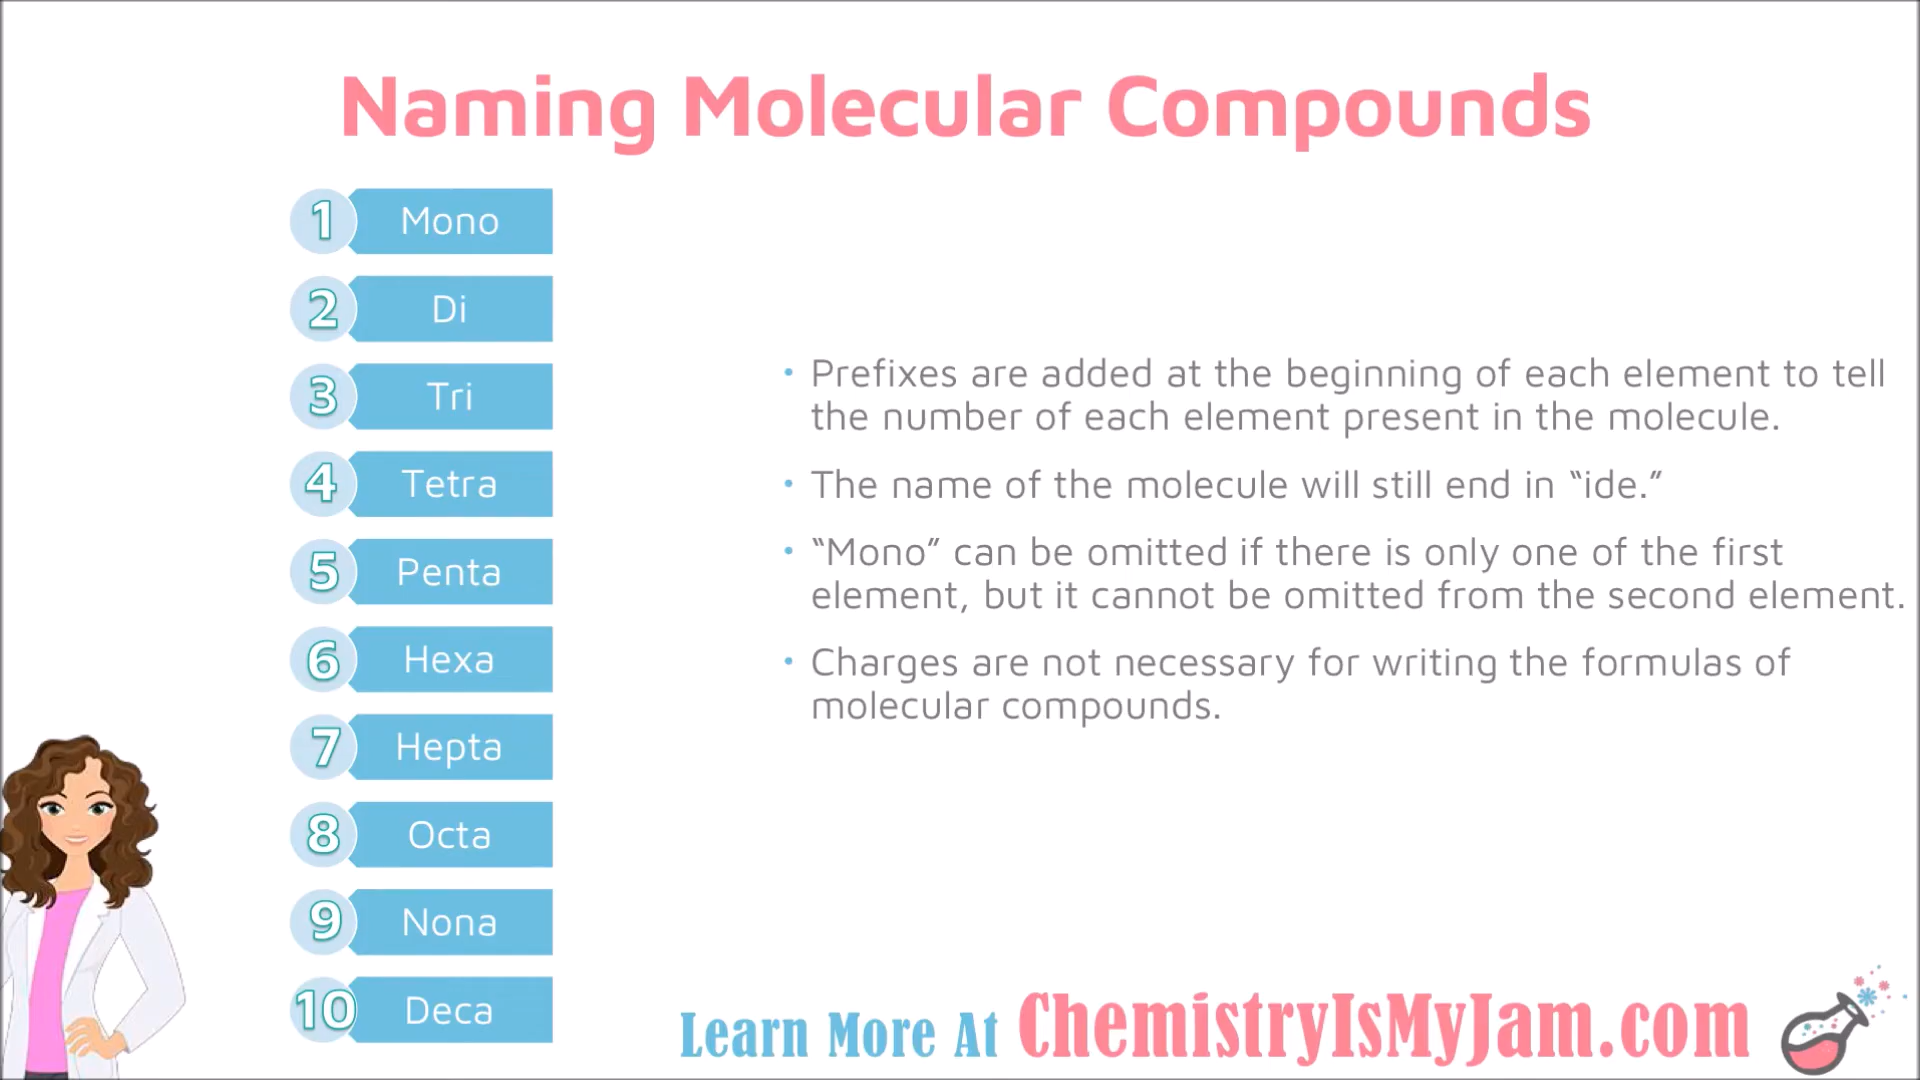 Naming Molecular Compounds
1 Mono
2 Di
3 Tri
4 Tetra
5 Penta
6 Hexa
7 Hepta
8 Octa
9 Nona
10 Deca
• Prefixes are added at the beginning of each element to tell
the number of each element present in the molecule.
• The name of the molecule will still end in “ide.”
• “Mono” can be omitted if there is only one of the first
element, but it cannot be omitted from the second element.
• Charges are not necessary for writing the formulas of
molecular compounds.
Learn More At ChemistryIsMyJam.com